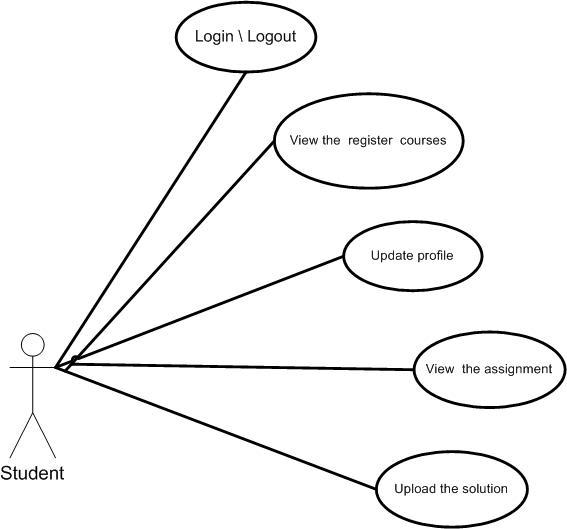 Login \ Logout
View the register courses
Update profile
View the assignment
Student
Upload the solution